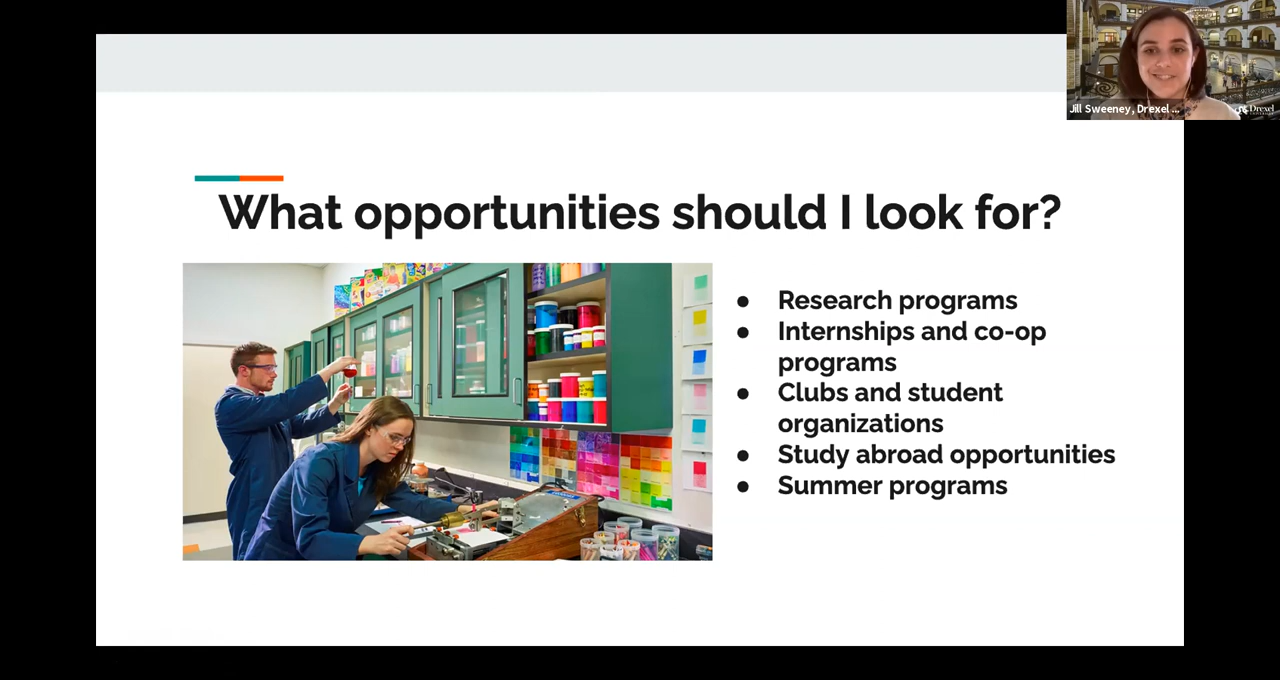 Jill Sweeney, Drexel ...
Drexel
What opportunities should I look for?
● Research programs
● Internships and co-op
programs
● Clubs and student
organizations
● Study abroad opportunities
● Summer programs